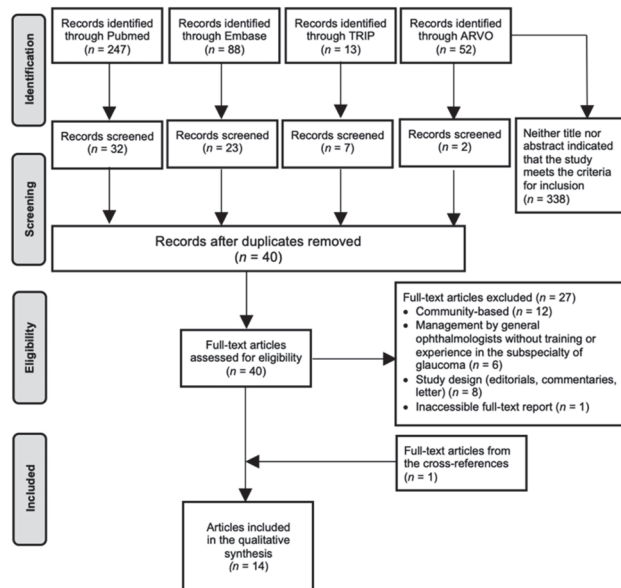 Identification
Records identified
through Pubmed
(n = 247)
Records identified
through Embase
(n = 88)
Records identified
through TRIP
(n = 13)
Records identified
through ARVO
(n = 52)
Screening
Records screened
(n = 32)
Records screened
(n = 23)
Records screened
(n = 7)
Records screened
(n = 2)
Neither title nor
abstract indicated
that the study
meets the criteria
for inclusion
(n = 338)
Records after duplicates removed
(n = 40)
Eligibility
Full-text articles
assessed for eligibility
(n = 40)
Full-text articles excluded (n = 27)
• Community-based (n = 12)
• Management by general
ophthalmologists without training or
experience in the subspecialty of
glaucoma (n = 6)
• Study design (editorials, commentaries,
letter) (n = 8)
• Inaccessible full-text report (n = 1)
Included
Full-text articles from
the cross-references
(n = 1)
Articles included
in the qualitative
synthesis
(n = 14)